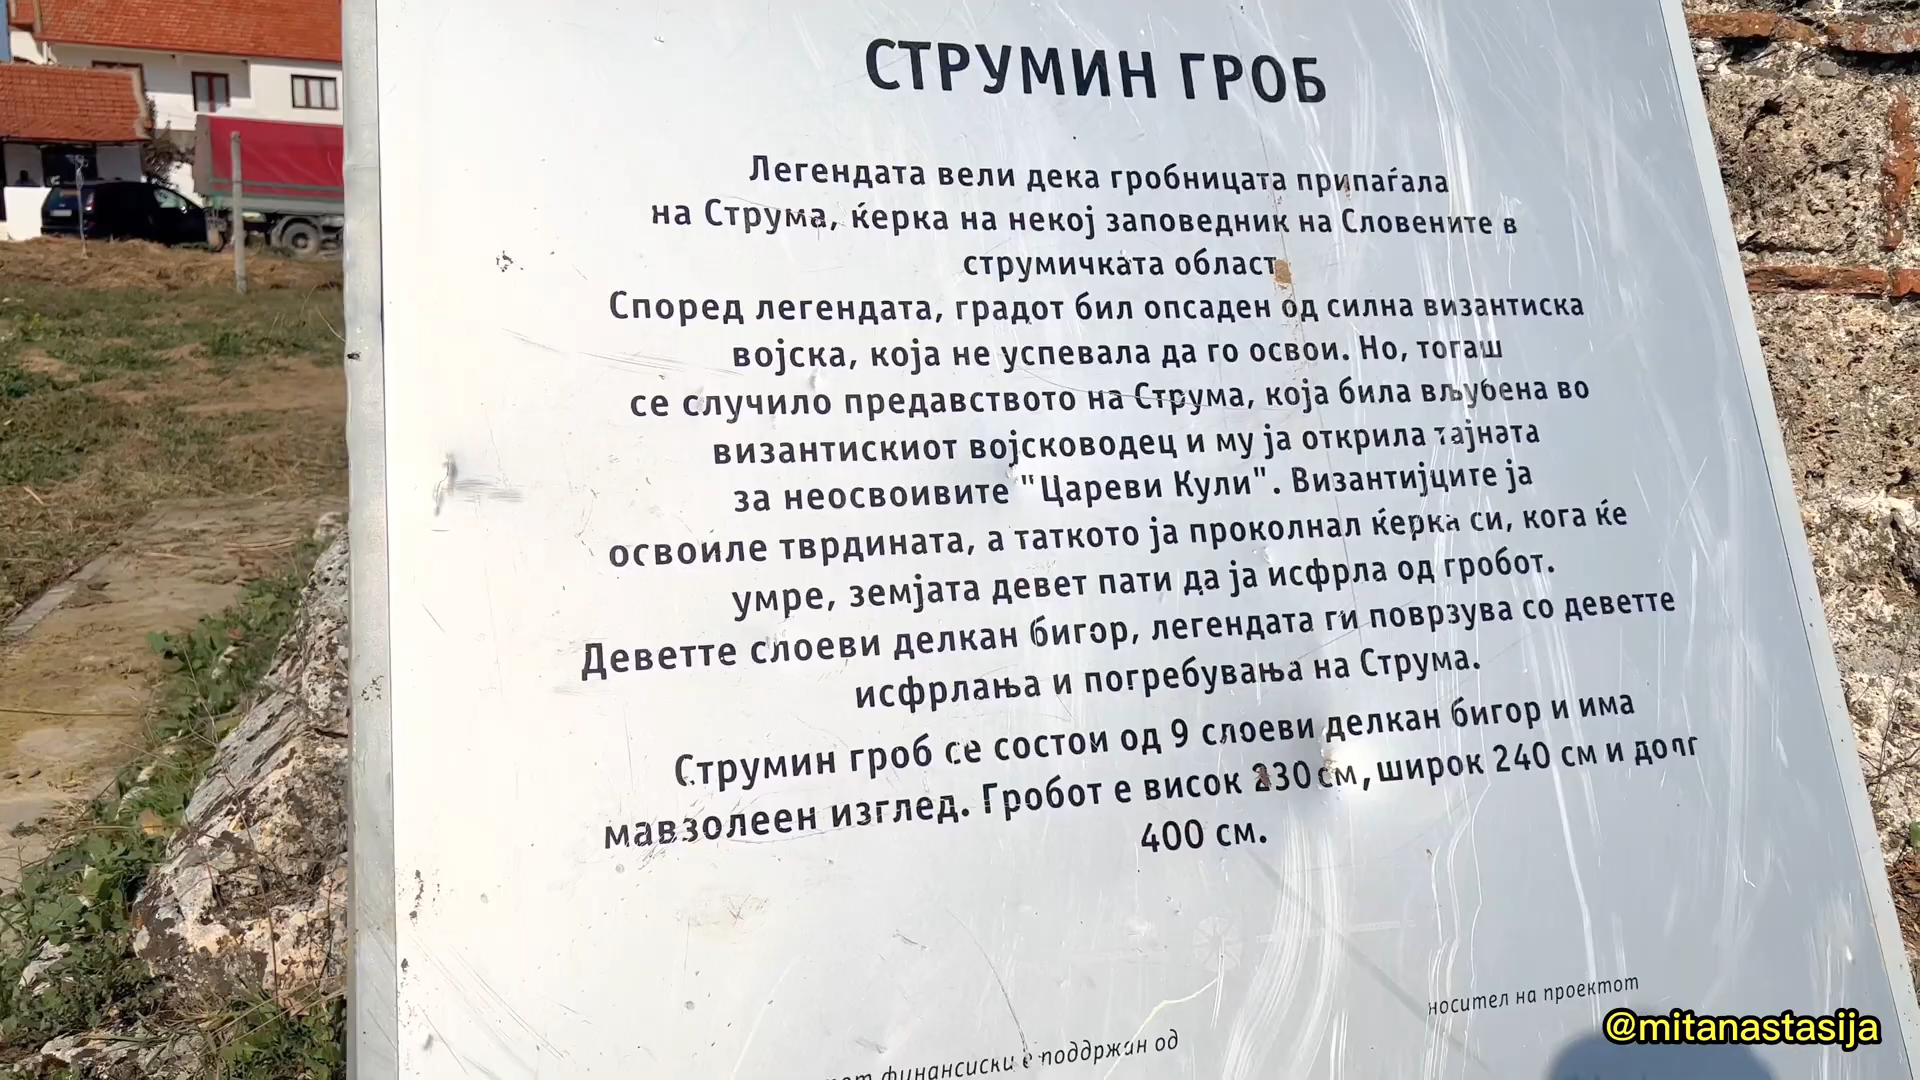 СТРУМИН ГРОБ
Легендата вели дека гробницата припаѓала
на Струма, ќерка на некој заповедник на Словените в
струмичката област
Според легендата, градот бил опсаден од силна византиска
војска, која не успевала да го освои. Но, тогаш
се случило предавството на Струма, која била вљубена во
византискиот војсководец и му ја открила тајната
за неосвоивите "Цареви Кули". Византијците ја
освоиле тврдината, а таткото ја проколнал ќерка си, кога ќе
умре, земјата девет пати да ја исфрла од гробот.
Деветте слоеви делкан бигор, легендата ги поврзува со деветте
исфрлања и погребувања на Струма.
Струмин гроб се состои од 9 слоеви делкан бигор и има
мавзолеен изглед. Гробот е висок см, широк 240 см и долг
400 см.
носител на проектот
финансиски е поддржан од
@mitanastasija